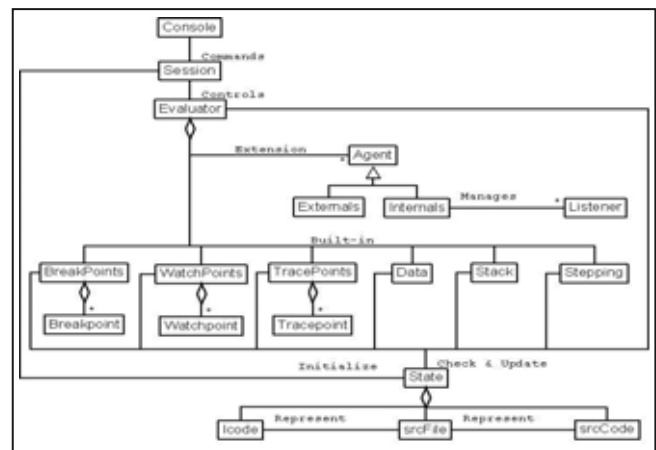 Console
Commands
Session
Controls
Evaluator
Extension
* Agent
Externals Internals Manages * Listener
Built-in
BreakPoints WatchPoints TracePoints Data Stack Stepping
* * *
Breakpoint Watchpoint Tracepoint
Initialize Check & Update
State
Represent Represent
Icode srcFile srcCode